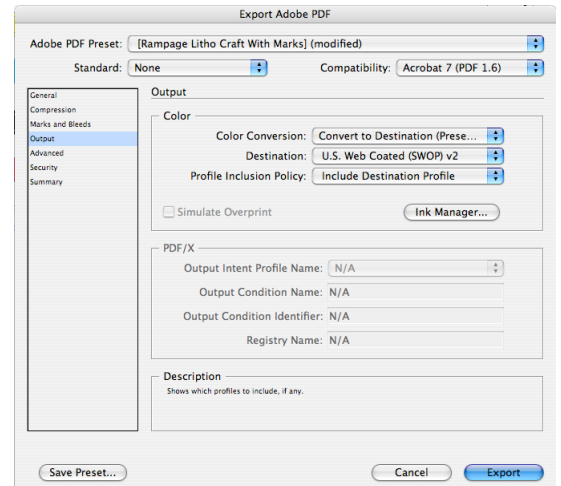 Export Adobe PDF
Adobe PDF Preset: [Rampage Litho Craft With Marks] (modified)
Standard: None Compatibility: Acrobat 7 (PDF 1.6)
General
Compression
Marks and Bleeds
Output
Advanced
Security
Summary
Output
Color
Color Conversion: Convert to Destination (Prese...
Destination: U.S. Web Coated (SWOP) v2
Profile Inclusion Policy: Include Destination Profile
Simulate Overprint Ink Manager...
PDF/X
Output Intent Profile Name: N/A
Output Condition Name: N/A
Output Condition Identifier: N/A
Registry Name: N/A
Description
Shows which profiles to include, if any.
Save Preset... Cancel Export